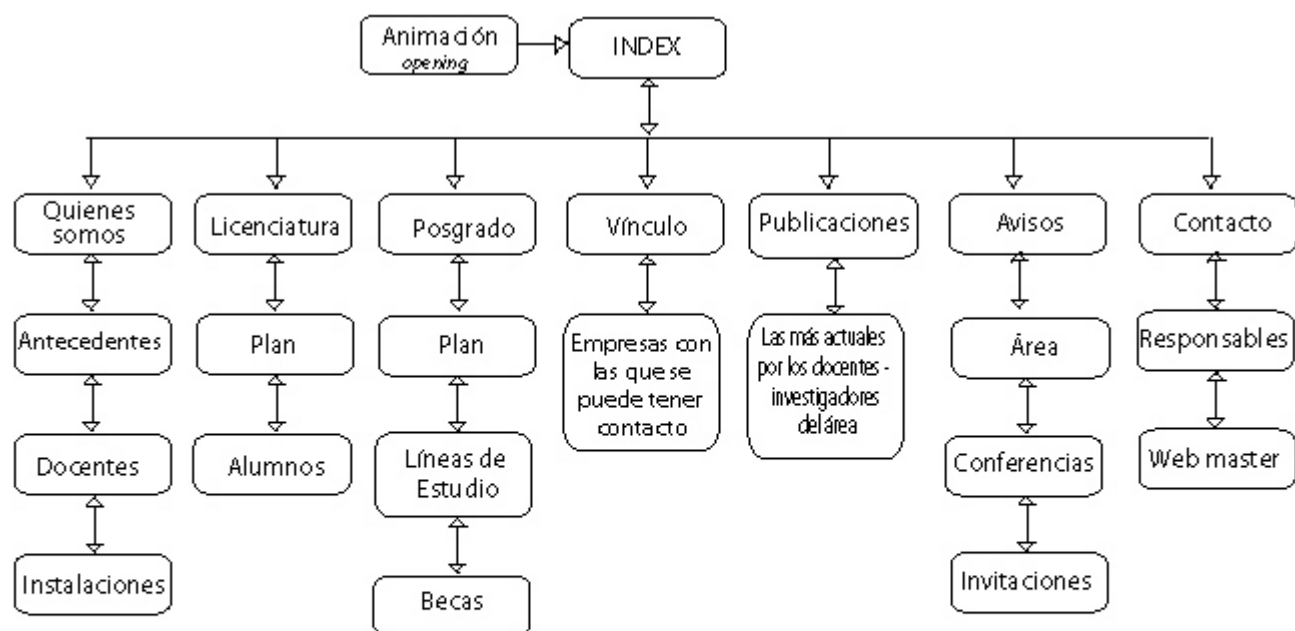 Animación
opening
INDEX
Quienes
somos
Licenciatura
Posgrado
Vínculo
Publicaciones
Avisos
Contacto
Antecedentes
Plan
Plan
Empresas con
las que se
puede tener
contacto
Las más actuales
por los docentes -
investigadores
del área
Área
Responsables
Docentes
Alumnos
Líneas de
Estudio
Conferencias
Web master
Instalaciones
Becas
Invitaciones